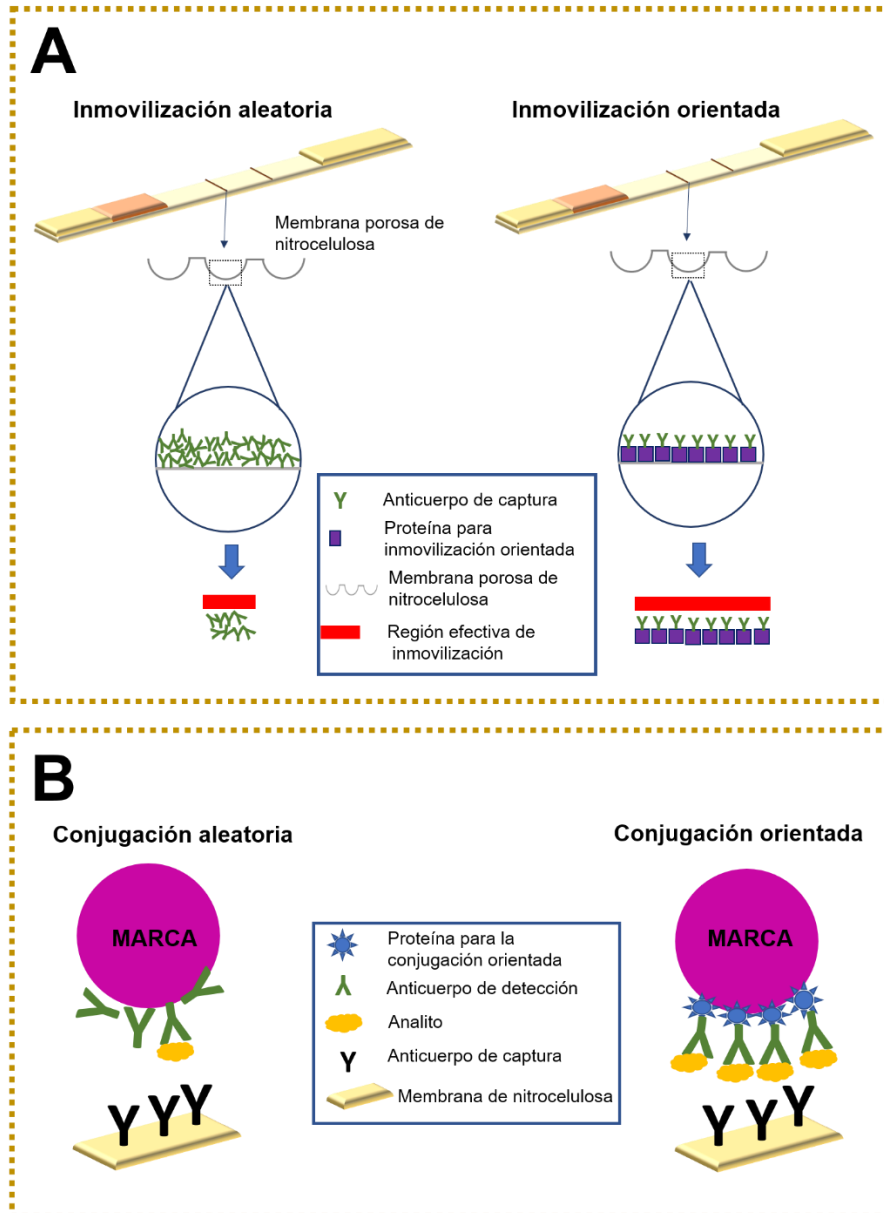 A
Inmovilización aleatoria
Inmovilización orientada
Membrana porosa de
nitrocelulosa
Anticuerpo de captura
Proteína para
inmovilización orientada
Membrana porosa de
nitrocelulosa
Región efectiva de
inmovilización
B
Conjugación aleatoria
Conjugación orientada
MARCA
MARCA
Proteína para la
conjugación orientada
Anticuerpo de detección
Analito
Anticuerpo de captura
Membrana de nitrocelulosa